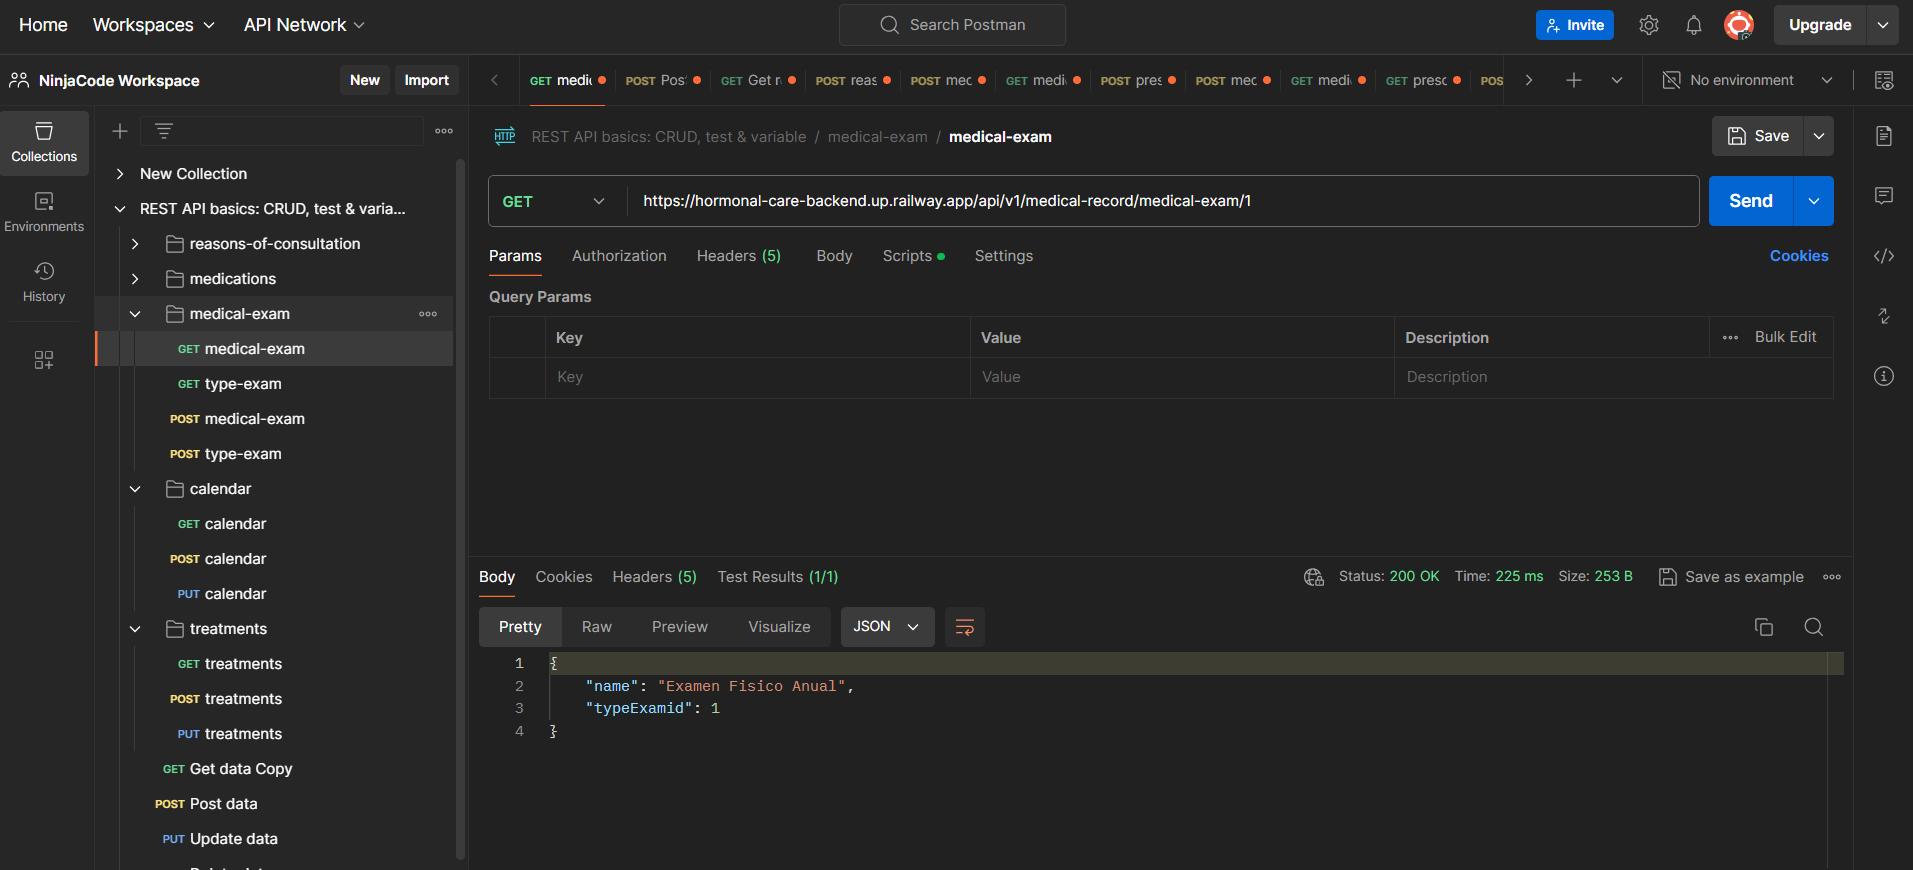 Home Workspaces API Network Search Postman Invite Upgrade
NinjaCode Workspace New Import GET medic POST Pos GET Get r POST reas POST mec GET medi POST pres POST mec GET medi GET presc POS No environment
Collections
Environments
History
New Collection
REST API basics: CRUD, test & varia...
reasons-of-consultation
medications
medical-exam
GET medical-exam
GET type-exam
POST medical-exam
POST type-exam
calendar
GET calendar
POST calendar
PUT calendar
treatments
GET treatments
POST treatments
PUT treatments
GET Get data Copy
POST Post data
PUT Update data
HTTP REST API basics: CRUD, test & variable / medical-exam / medical-exam Save
GET https://hormonal-care-backend.up.railway.app/api/v1/medical-record/medical-exam/1 Send
Params Authorization Headers (5) Body Scripts Settings Cookies
Query Params
Key Value Description Bulk Edit
Key Value Description
Body Cookies Headers (5) Test Results (1/1) Status: 200 OK Time: 225 ms Size: 253 B Save as example
Pretty Raw Preview Visualize JSON
1 {
2 "name": "Examen Fisico Anual",
3 "typeExamid": 1
4 }